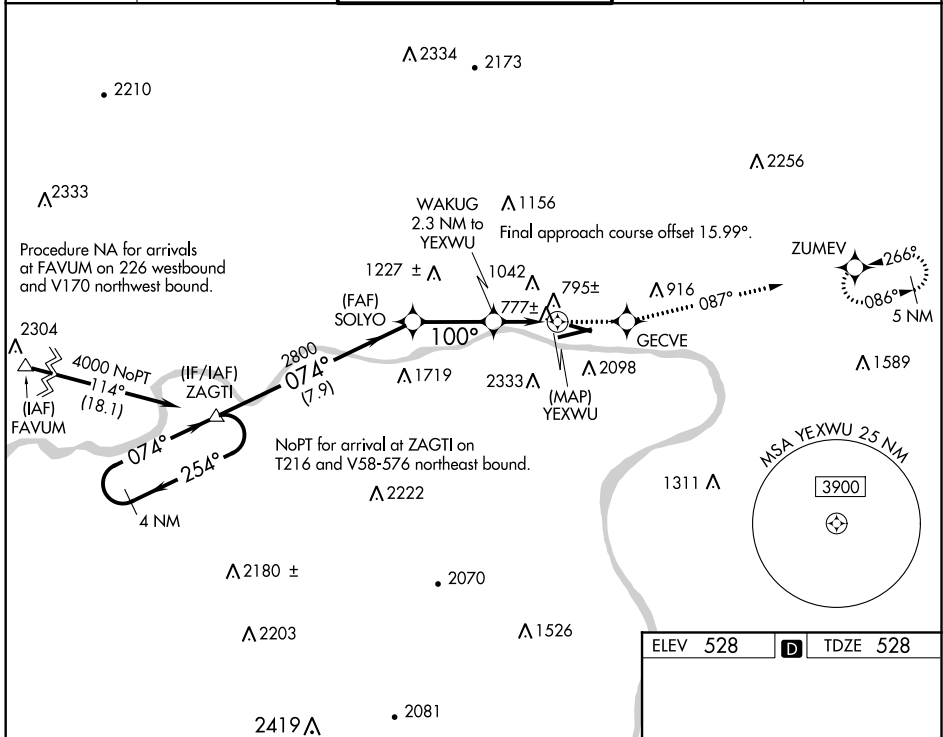 2334
2173
2210
2256
2333
WAKUG
2.3 NM to
YEXWU
1156
Final approach course offset 15.99°.
Procedure NA for arrivals
at FAVUM on 226 westbound
and V170 northwest bound.
ZUMEV
266°
086°
5 NM
1227 ±
1042
795±
777±
916
087°
(FAF)
SOLYO
100°
GECVE
2304
4000 NoPT
114°
(18.1)
(IAF)
FAVUM
(IF/IAF)
ZAGTI
2800
074°
(7.9)
1719
2333
2098
(MAP)
YEXWU
1589
074°
254°
4 NM
NoPT for arrival at ZAGTI on
T216 and V58-576 northeast bound.
2222
1311
MSA YEXWU 25 NM
3900
2180 ±
2070
2203
1526
ELEV 528 D TDZE 528
2419
2081